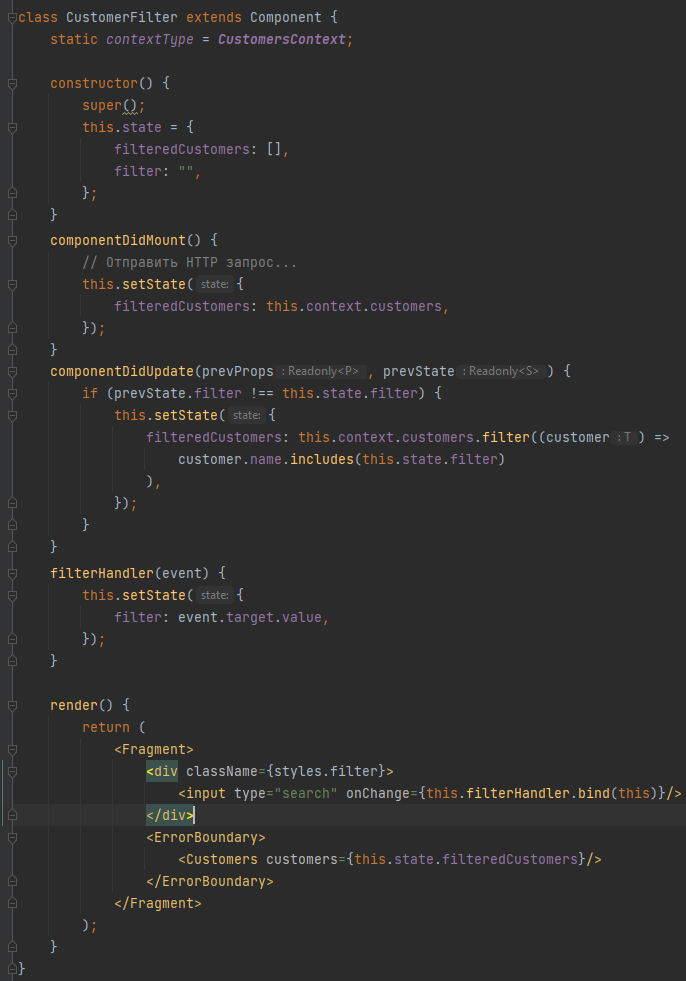 class CustomerFilter extends Component {
    static contextType = CustomersContext;

    constructor() {
        super();
        this.state = {
            filteredCustomers: [],
            filter: "",
        };
    }
    componentDidMount() {
        // Отправить HTTP запрос...
        this.setState( state: {
            filteredCustomers: this.context.customers,
        });
    }
    componentDidUpdate(prevProps : Readonly<P> , prevState : Readonly<S> ) {
        if (prevState.filter !== this.state.filter) {
            this.setState( state: {
                filteredCustomers: this.context.customers.filter((customer : T ) =>
                    customer.name.includes(this.state.filter)
                ),
            });
        }
    }
    filterHandler(event) {
        this.setState( state: {
            filter: event.target.value,
        });
    }

    render() {
        return (
            <Fragment>
                <div className={styles.filter}>
                    <input type="search" onChange={this.filterHandler.bind(this)}/>
                </div>
                <ErrorBoundary>
                    <Customers customers={this.state.filteredCustomers}/>
                </ErrorBoundary>
            </Fragment>
        );
    }
}